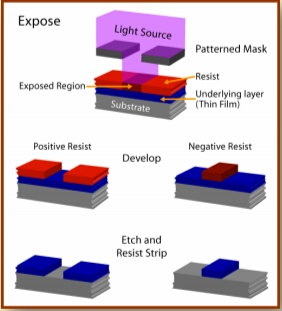 Expose
Light Source
Patterned Mask
Resist
Exposed Region
Underlying layer
(Thin Film)
Substrate
Positive Resist
Develop
Negative Resist
Etch and
Resist Strip